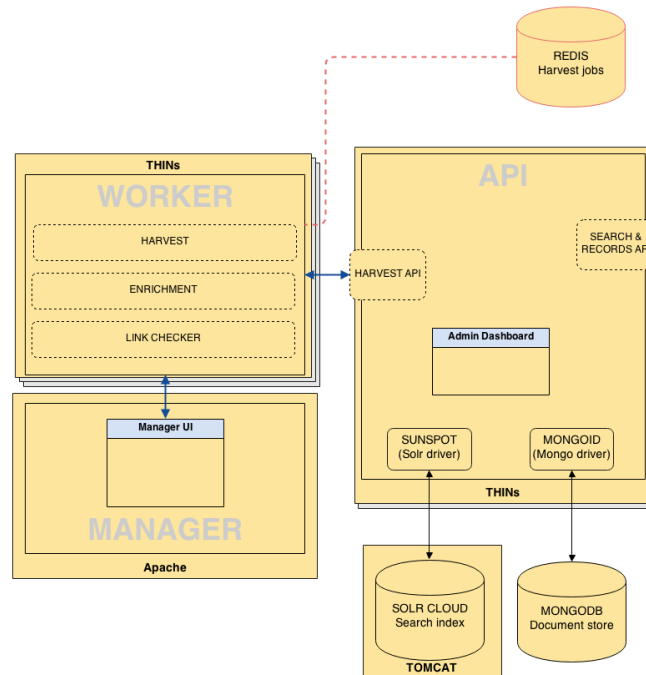 REDIS
Harvest jobs
THINs
WORKER
HARVEST
ENRICHMENT
LINK CHECKER
API
SEARCH &
RECORDS AP
HARVEST API
Admin Dashboard
Manager UI
MANAGER
Apache
SUNSPOT
(Solr driver)
MONGOID
(Mongo driver)
THINs
SOLR CLOUD
Search index
TOMCAT
MONGODB
Document store